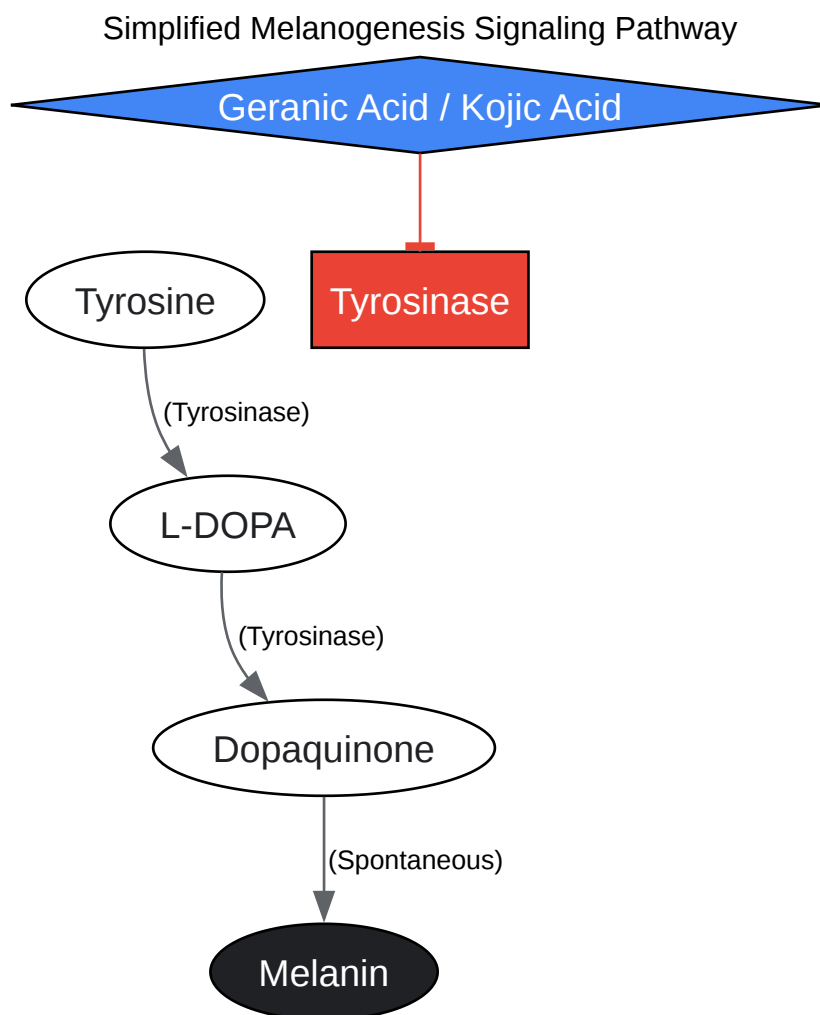 Simplified Melanogenesis Signaling Pathway
Geranic Acid / Kojic Acid
Tyrosine
Tyrosinase
(Tyrosinase)
L-DOPA
(Tyrosinase)
Dopaquinone
(Spontaneous)
Melanin